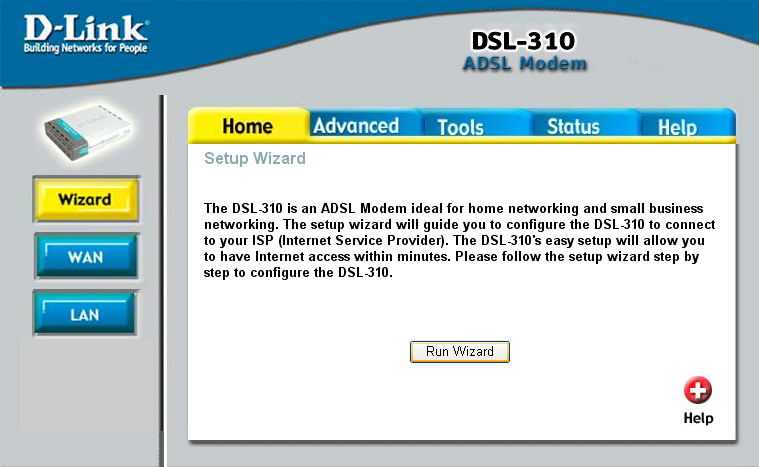 D-Link
Building Networks for People
DSL-310
ADSL Modem
Home
Advanced
Tools
Status
Help
Wizard
WAN
LAN
Setup Wizard
The DSL-310 is an ADSL Modem ideal for home networking and small business
networking. The setup wizard will guide you to configure the DSL-310 to connect
to your ISP (Internet Service Provider). The DSL-310's easy setup will allow you
to have Internet access within minutes. Please follow the setup wizard step by
step to configure the DSL-310.
Run Wizard
Help